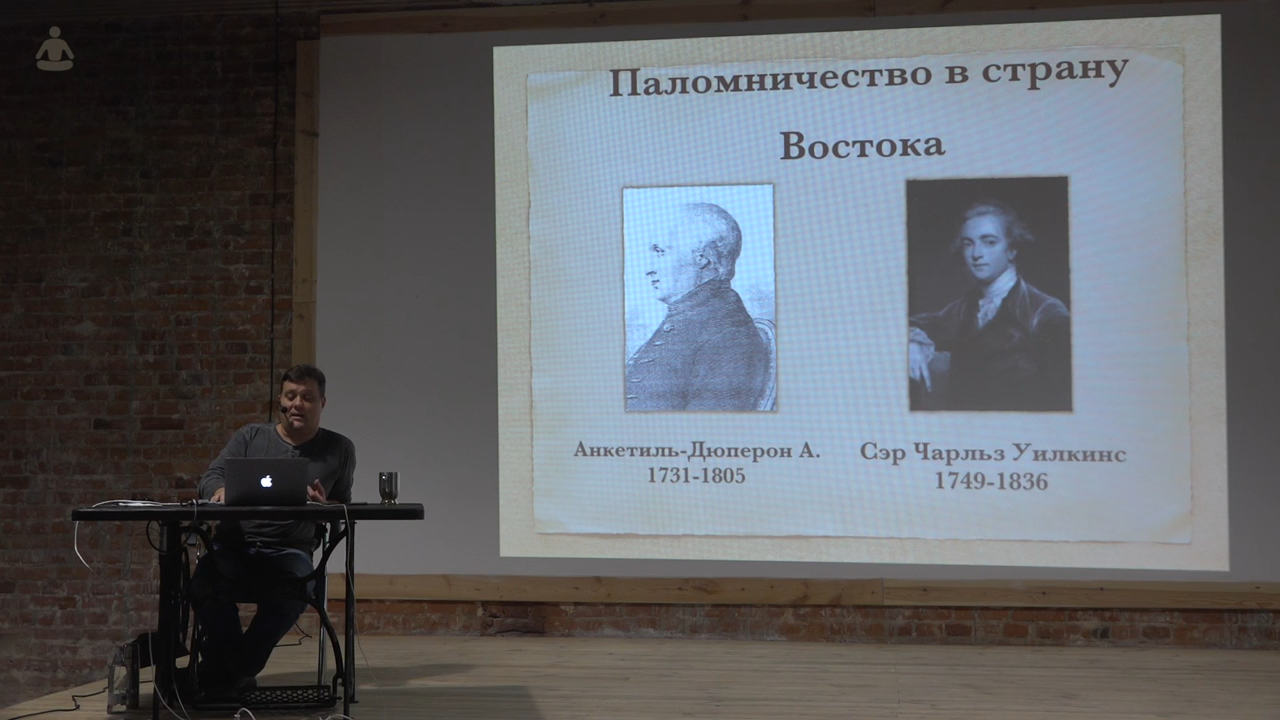 Паломничество в страну
Востока
Анкетиль-Дюперон А.
1731-1805
Сэр Чарльз Уилкинс
1749-1836